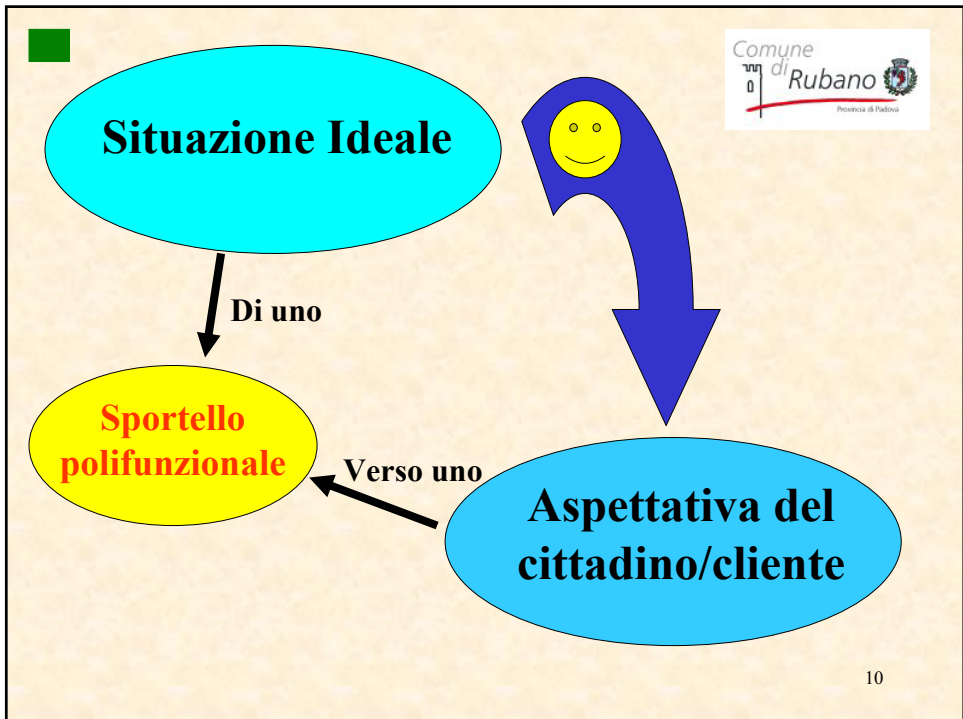 Comune
di
Rubano
Provincia di Padova
Situazione Ideale
Di uno
Sportello
polifunzionale
Verso uno
Aspettativa del
cittadino/cliente
10